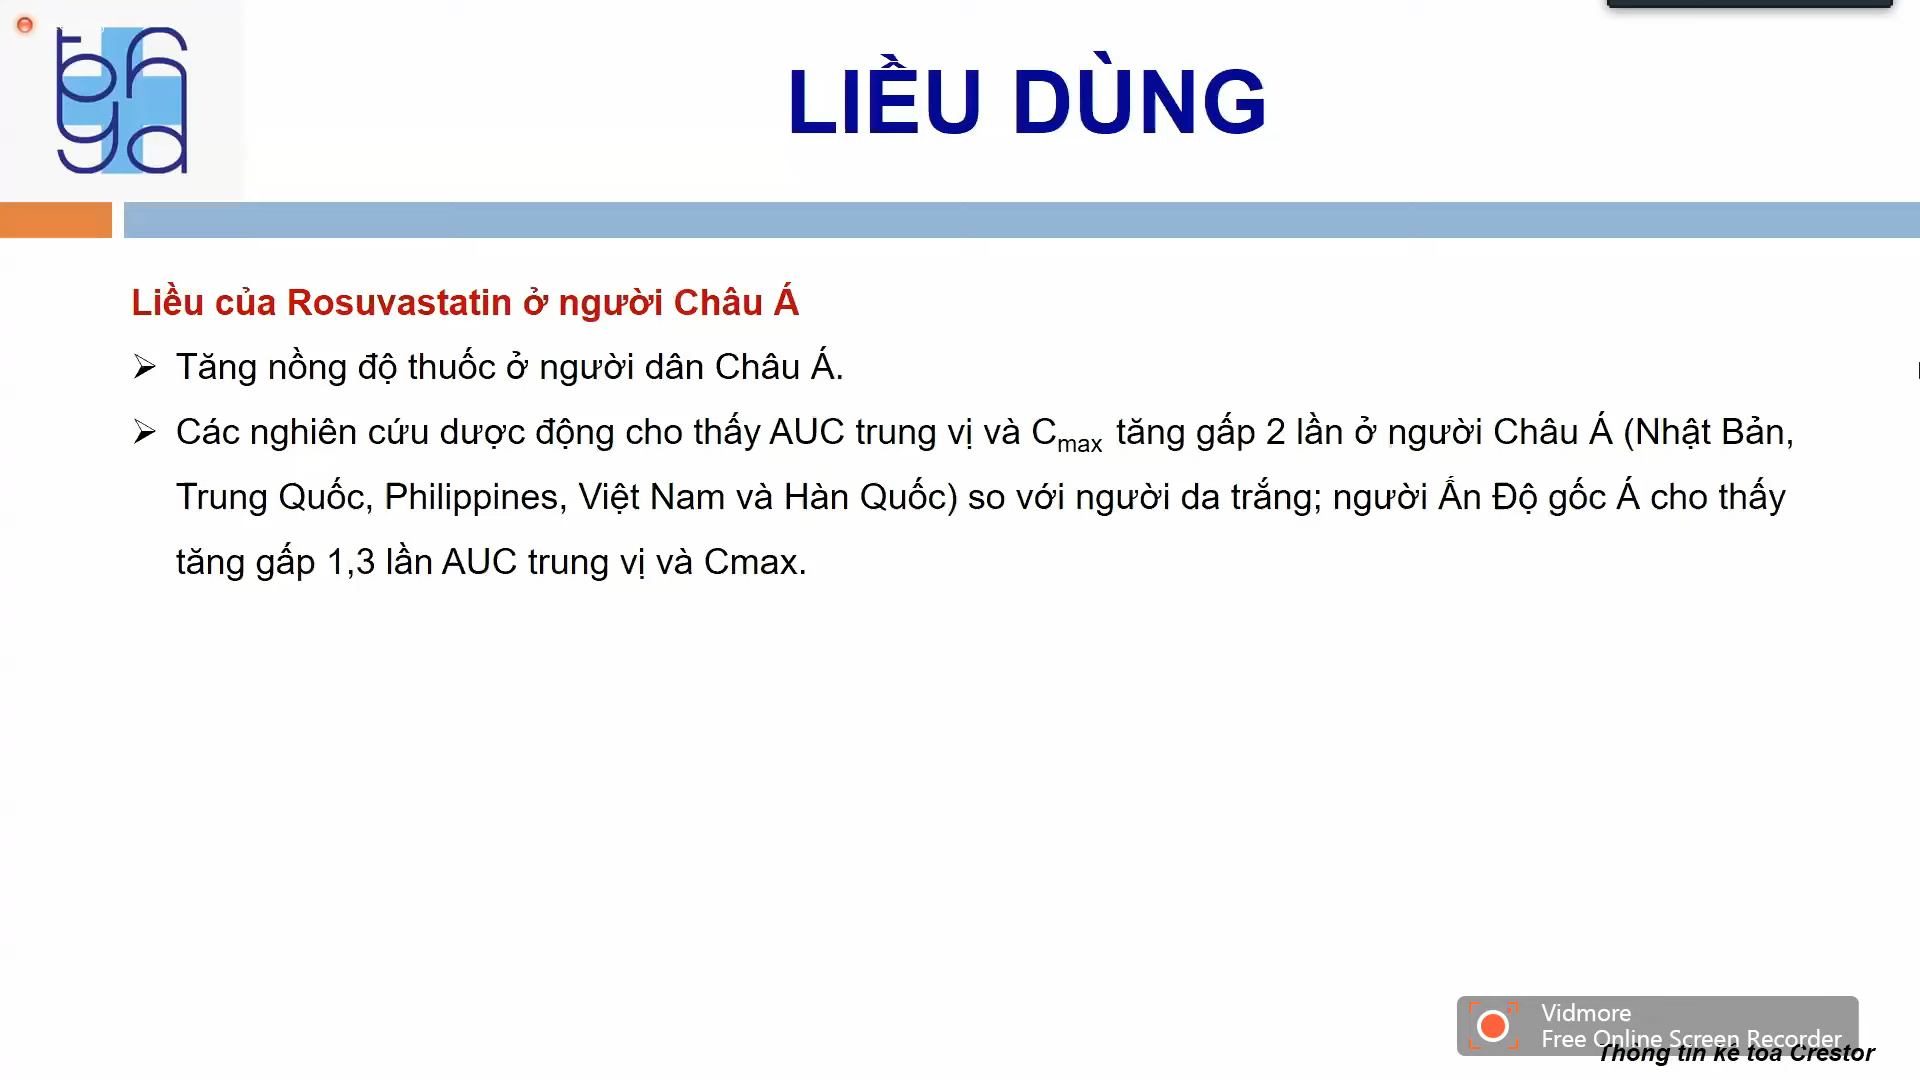 LIỀU DÙNG
Liều của Rosuvastatin ở người Châu Á
Tăng nồng độ thuốc ở người dân Châu Á.
Các nghiên cứu dược động cho thấy AUC trung vị và Cmax tăng gấp 2 lần ở người Châu Á (Nhật Bản,
Trung Quốc, Philippines, Việt Nam và Hàn Quốc) so với người da trắng; người Ấn Độ gốc Á cho thấy
tăng gấp 1,3 lần AUC trung vị và Cmax.
Vidmore
Free Online Screen Recorder
Thông tin kê toa Crestor